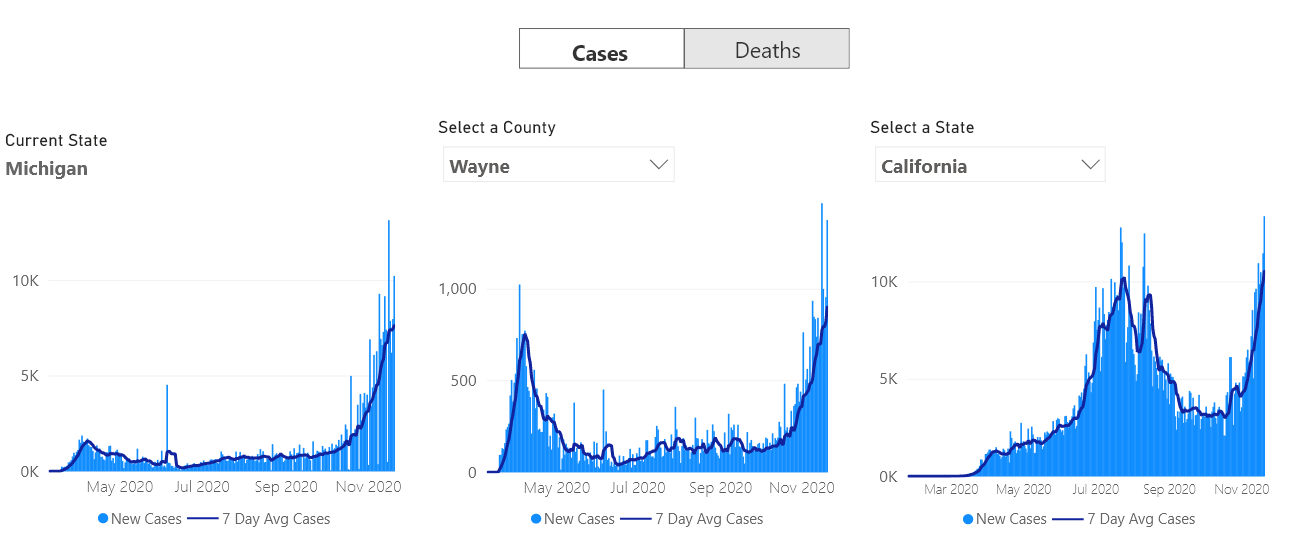 Cases Deaths
Current State
Michigan
Select a County
Wayne
Select a State
California
10K
5K
0K
May 2020 Jul 2020 Sep 2020 Nov 2020
New Cases 7 Day Avg Cases
1,000
500
0
May 2020 Jul 2020 Sep 2020 Nov 2020
New Cases 7 Day Avg Cases
10K
5K
0K
Mar 2020 May 2020 Jul 2020 Sep 2020 Nov 2020
New Cases 7 Day Avg Cases